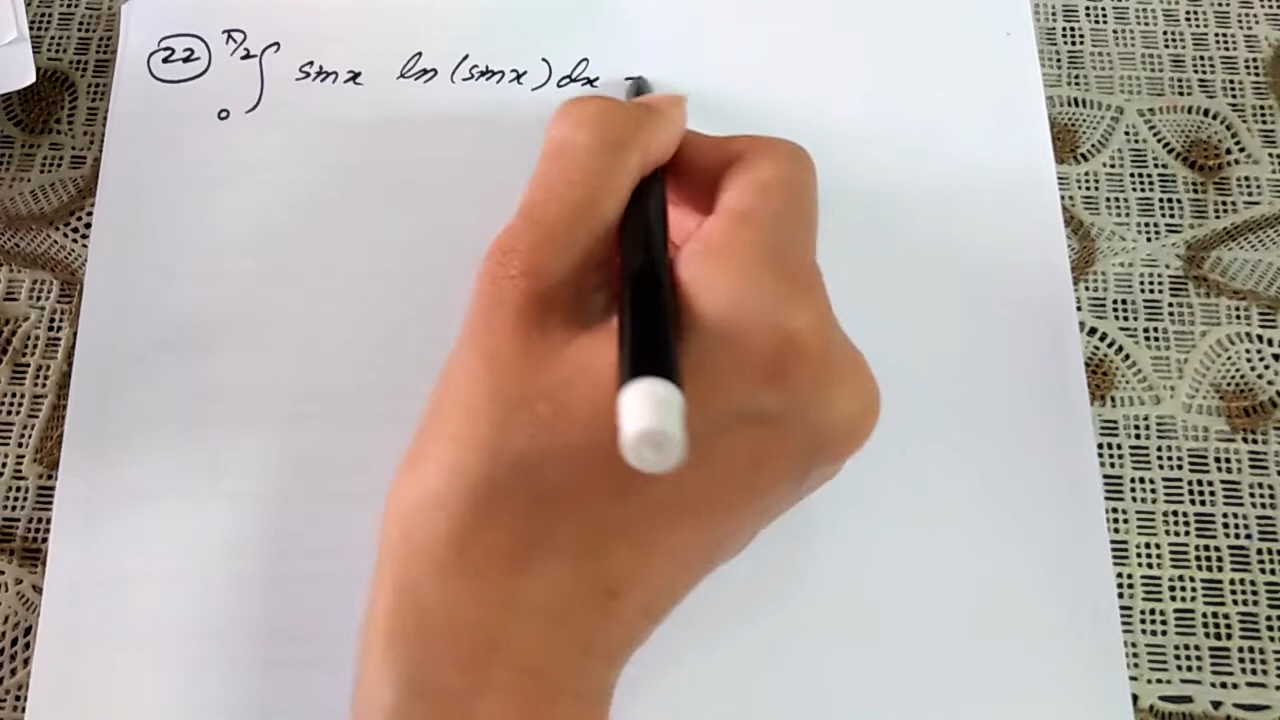 22 ∫₀^π/2 sinx ln (sinx) dx